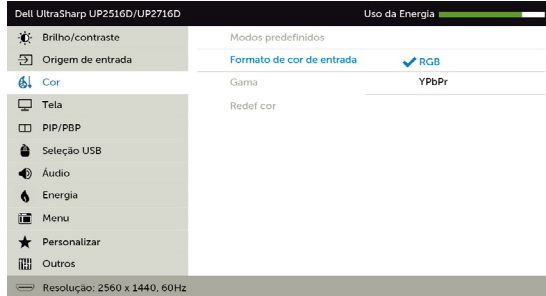 Dell UltraSharp UP2516D/UP2716D Uso da Energia
Brilho/contraste Modos predefinidos
Origem de entrada Formato de cor de entrada RGB
Cor Gama YPbPr
Tela Redef cor
PIP/PBP
Seleção USB
Áudio
Energia
Menu
Personalizar
Outros
Resolução: 2560 x 1440, 60Hz